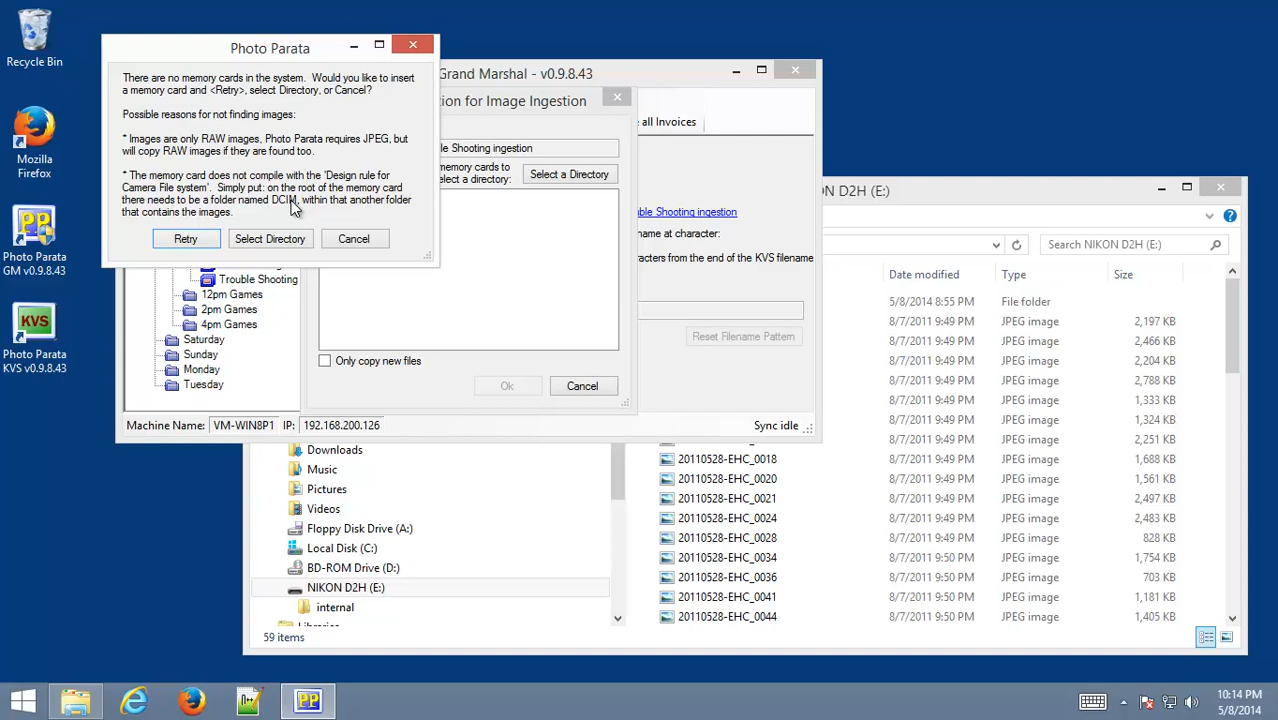 Recycle Bin
Mozilla
Firefox
Photo Parata
GM v0.9.8.43
KVS
Photo Parata
KVS v0.9.8.43
Photo Parata
There are no memory cards in the system. Would you like to insert
a memory card and <Retry>, select Directory, or Cancel?
Possible reasons for not finding images:
* Images are only RAW images, Photo Parata requires JPEG, but
will copy RAW images if they are found too.
* The memory card does not compile with the 'Design rule for
Camera File system'. Simply put: on the root of the memory card
there needs to be a folder named DCIM, within that another folder
that contains the images.
Retry
Select Directory
Cancel
Grand Marshal - v0.9.8.43
all Invoices
ion for Image Ingestion
le Shooting ingestion
memory cards to
elect a directory:
Select a Directory
Only copy new files
Ok
Cancel
ble Shooting ingestion
name at character:
racters from the end of the KVS filename
Reset Filename Pattern
Trouble Shooting
12pm Games
2pm Games
4pm Games
Saturday
Sunday
Monday
Tuesday
Machine Name: VM-WIN8P1 IP: 192.168.200.126
Sync idle
ON D2H (E:)
Search NIKON D2H (E:)
Date modified Type Size
5/8/2014 8:55 PM File folder
8/7/2011 9:49 PM JPEG image 2,197 KB
8/7/2011 9:49 PM JPEG image 2,466 KB
8/7/2011 9:49 PM JPEG image 2,204 KB
8/7/2011 9:49 PM JPEG image 2,788 KB
8/7/2011 9:49 PM JPEG image 1,333 KB
8/7/2011 9:49 PM JPEG image 1,324 KB
8/7/2011 9:49 PM JPEG image 2,251 KB
20110528-EHC_0018 8/7/2011 9:49 PM JPEG image 1,688 KB
20110528-EHC_0020 8/7/2011 9:49 PM JPEG image 1,561 KB
20110528-EHC_0021 8/7/2011 9:49 PM JPEG image 2,497 KB
20110528-EHC_0024 8/7/2011 9:49 PM JPEG image 2,483 KB
20110528-EHC_0028 8/7/2011 9:49 PM JPEG image 828 KB
20110528-EHC_0034 8/7/2011 9:50 PM JPEG image 1,754 KB
20110528-EHC_0036 8/7/2011 9:50 PM JPEG image 703 KB
20110528-EHC_0041 8/7/2011 9:50 PM JPEG image 1,181 KB
20110528-EHC_0044 8/7/2011 9:50 PM JPEG image 1,405 KB
Downloads
Music
Pictures
Videos
Floppy Disk Drive (A:)
Local Disk (C:)
BD-ROM Drive (D:)
NIKON D2H (E:)
internal
Libraries
59 items
10:14 PM
5/8/2014